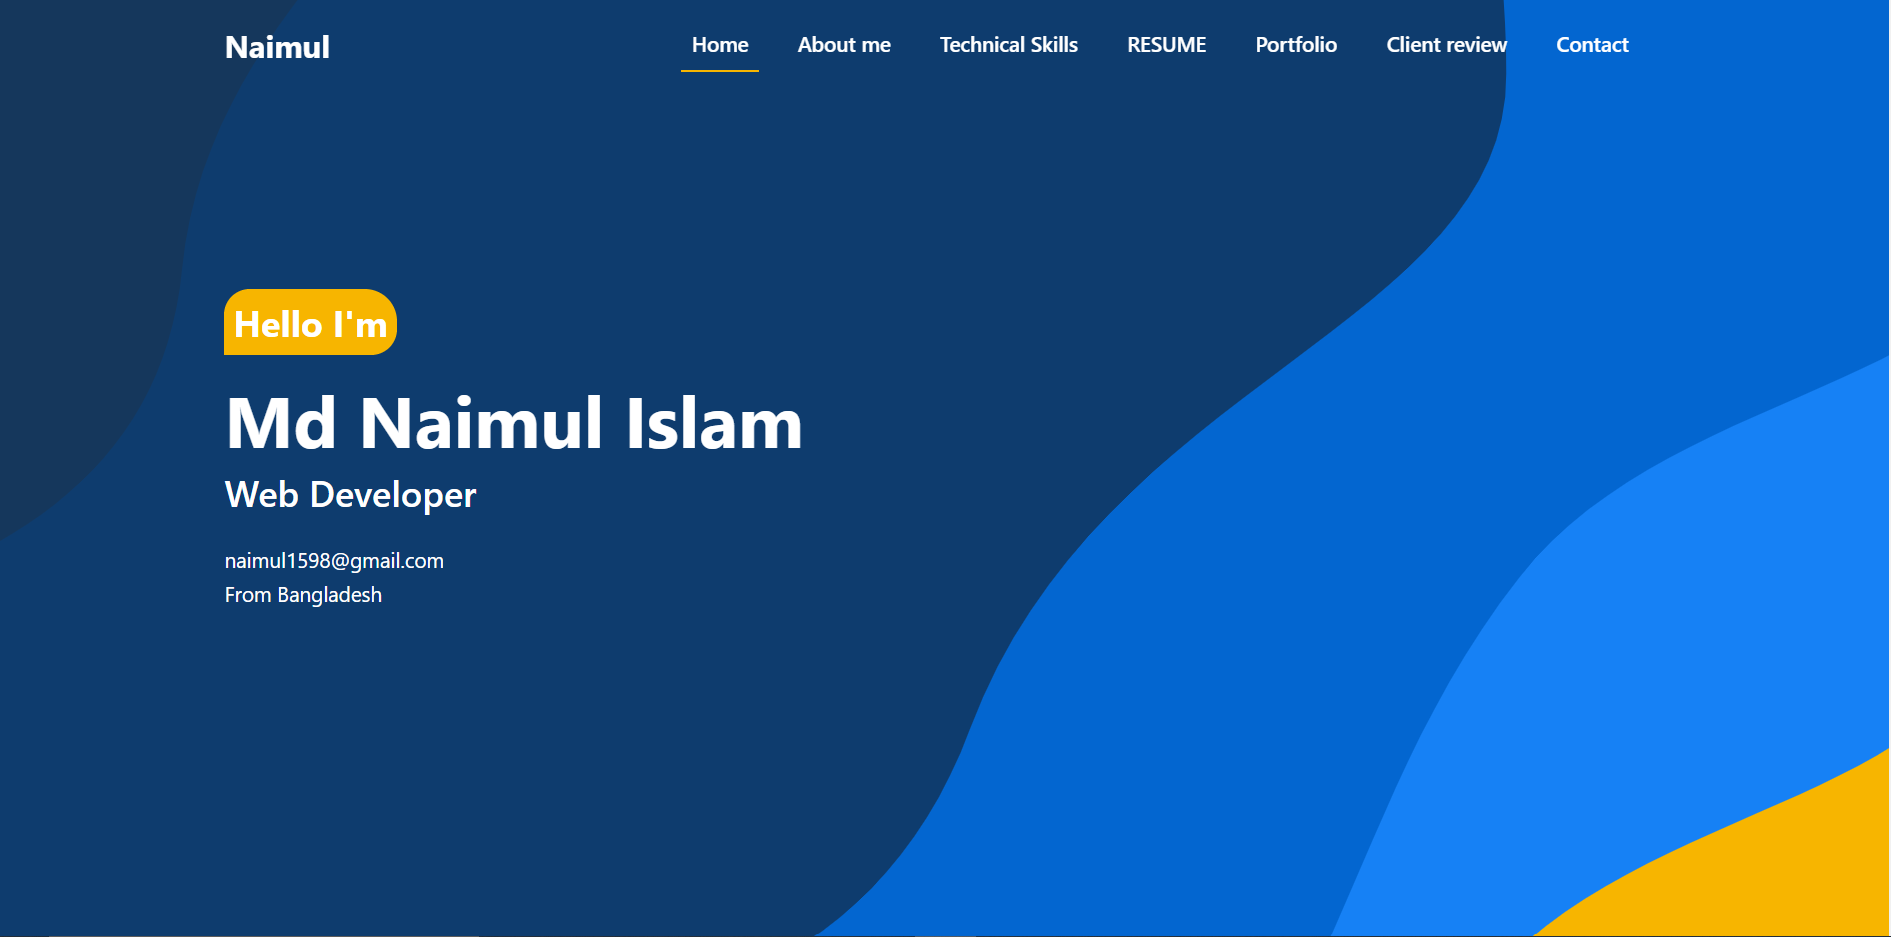 Naimul
Home About me Technical Skills RESUME Portfolio Client review Contact
Hello I'm
Md Naimul Islam
Web Developer
naimul1598@gmail.com
From Bangladesh